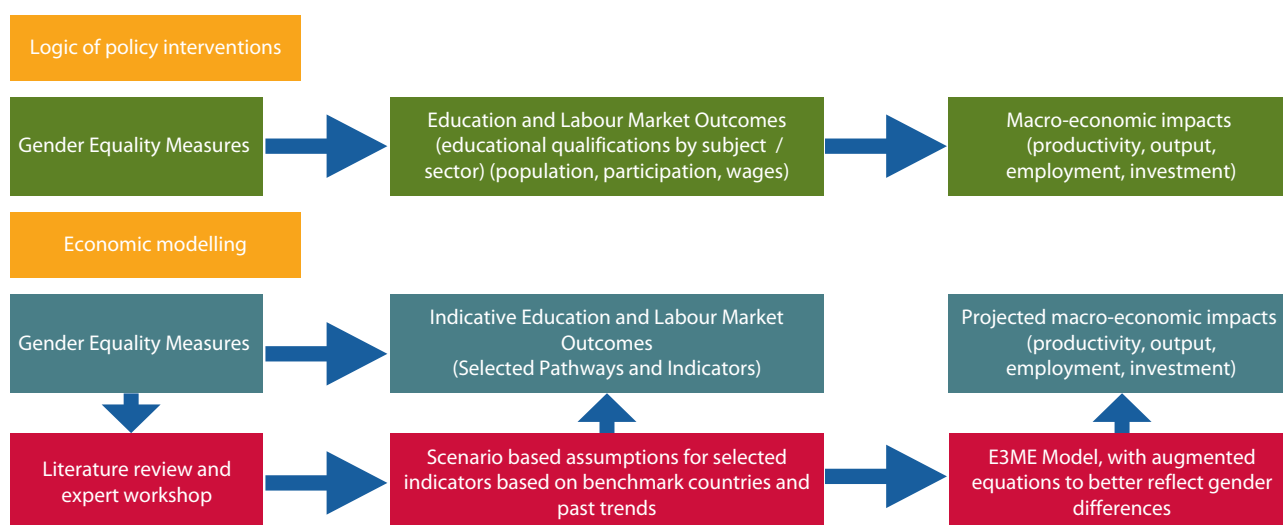 Logic of policy interventions
Gender Equality Measures
Education and Labour Market Outcomes
(educational qualifications by subject /
sector) (population, participation, wages)
Macro-economic impacts
(productivity, output,
employment, investment)
Economic modelling
Gender Equality Measures
Indicative Education and Labour Market
Outcomes
(Selected Pathways and Indicators)
Projected macro-economic impacts
(productivity, output,
employment, investment)
Literature review and
expert workshop
Scenario based assumptions for selected
indicators based on benchmark countries and
past trends
E3ME Model, with augmented
equations to better reflect gender
differences